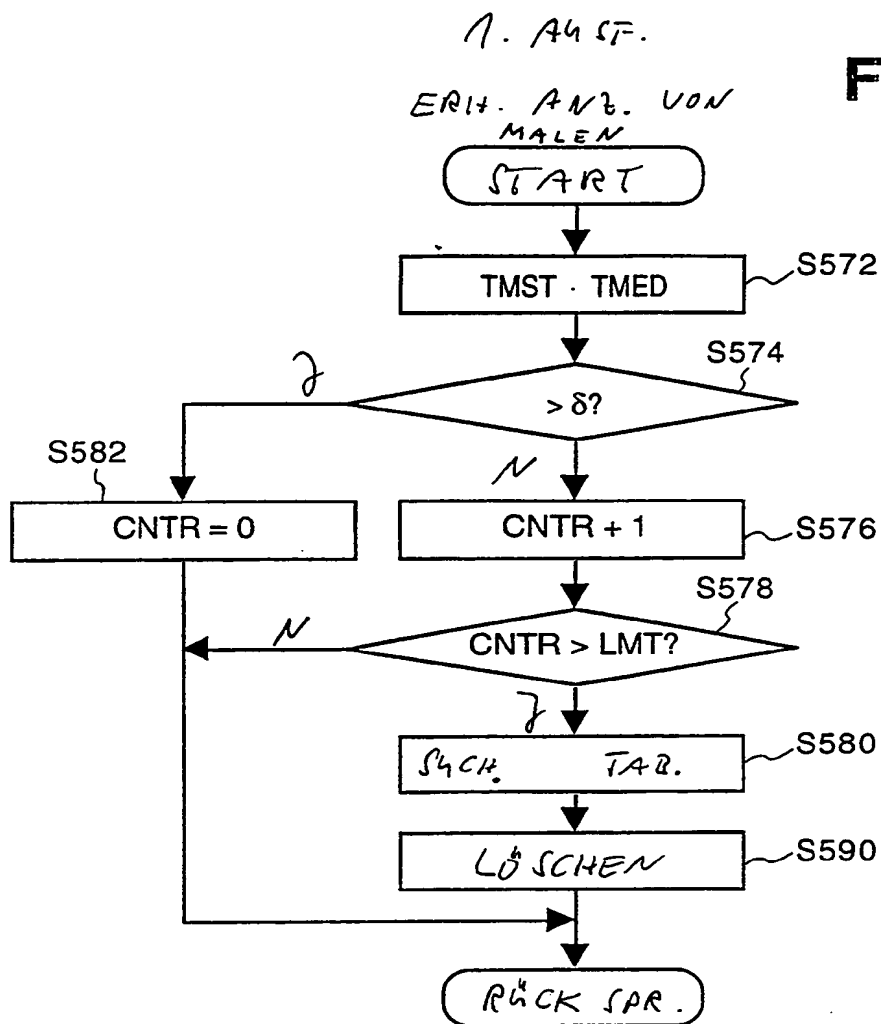 1. AUSF.
F
ERH. ANZ. VON
MALEN
START
TMST · TMED
S572
S574
J
> δ?
S582
N
CNTR = 0
CNTR + 1
S576
S578
N
CNTR > LMT?
J
SUCH. TAB.
S580
LÖSCHEN
S590
RÜCK SPR.